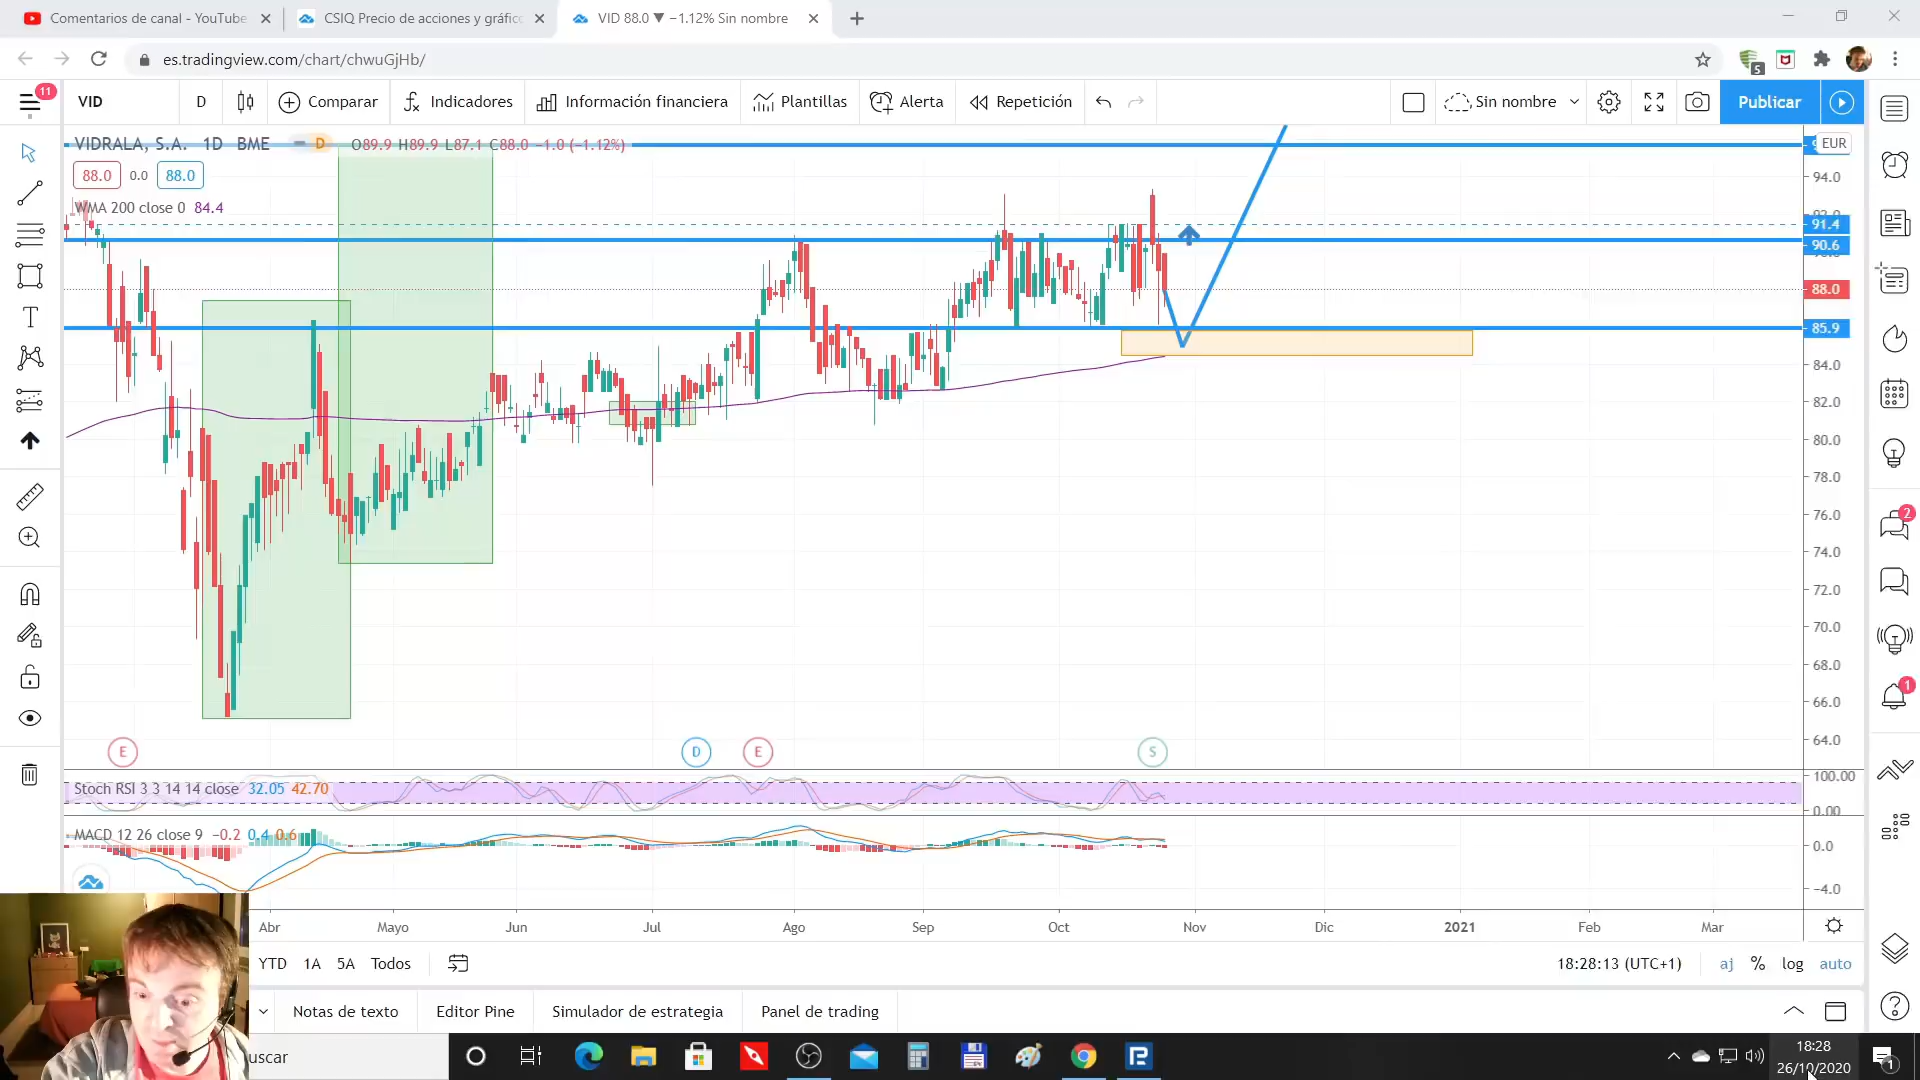 Comentarios de canal - YouTube
CSIQ Precio de acciones y gráfico
VID 88.0 ▼ −1.12% Sin nombre
es.tradingview.com/chart/chwuGjHb/
5
11
VID
D
Comparar
Indicadores
Información financiera
Plantillas
Alerta
Repetición
Sin nombre
Publicar
VIDRALA, S.A. 1D BME
D
O89.9 H89.9 L87.1 C88.0 −1.0 (−1.12%)
EUR
88.0 0.0 88.0
WMA 200 close 0 84.4
94.0
91.4
90.6
88.0
85.9
84.0
82.0
80.0
78.0
76.0
74.0
72.0
70.0
68.0
66.0
64.0
E
D
E
S
T
2
1
Stoch RSI 3 3 14 14 close 32.05 42.70
100.00
0.00
MACD 12 26 close 9 −0.2 0.4 0.6
0.0
−4.0
Abr
Mayo
Jun
Jul
Ago
Sep
Oct
Nov
Dic
2021
Feb
Mar
YTD
1A
5A
Todos
18:28:13 (UTC+1)
aj
%
log
auto
Notas de texto
Editor Pine
Simulador de estrategia
Panel de trading
uscar
18:28
26/10/2020
1